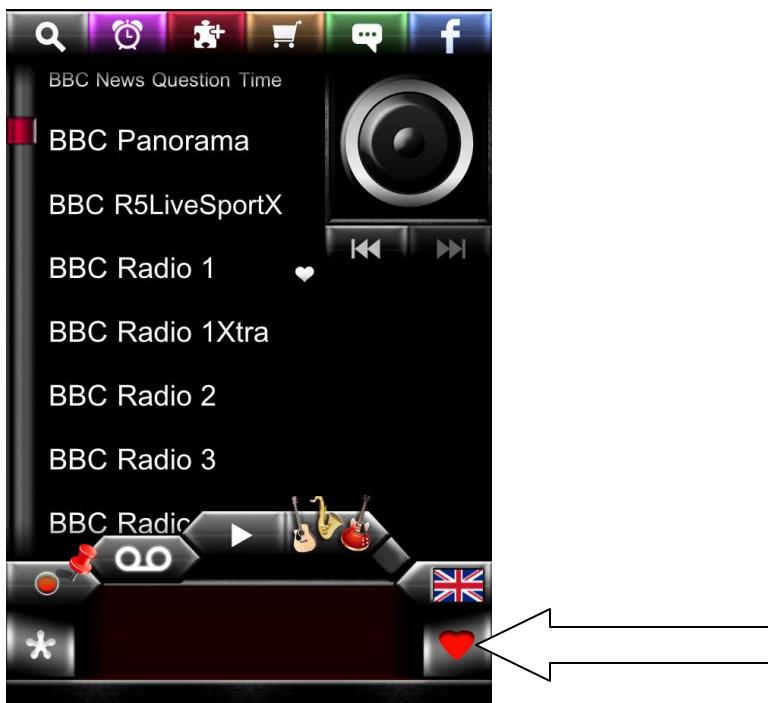 f
BBC News Question Time
BBC Panorama
BBC R5LiveSportX
BBC Radio 1
BBC Radio 1Xtra
BBC Radio 2
BBC Radio 3
BBC